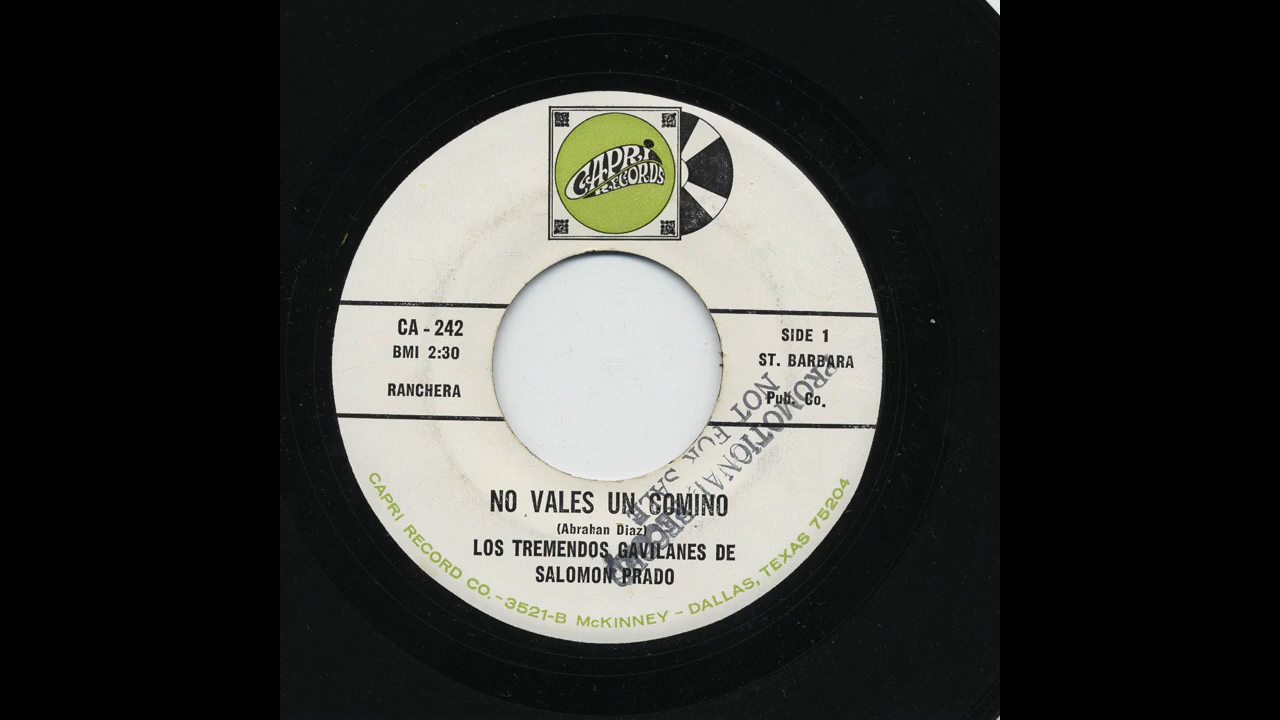 CAPRI
RECORDS
CA - 242
BMI 2:30
RANCHERA
SIDE 1
ST. BARBARA
Pub. Co.
PROMOTIONAL RECORD
NOT FOR SALE
NO VALES UN COMINO
(Abrahan Diaz)
LOS TREMENDOS GAVILANES DE
SALOMON PRADO
CAPRI RECORD CO. - 3521-B McKINNEY - DALLAS, TEXAS 75204